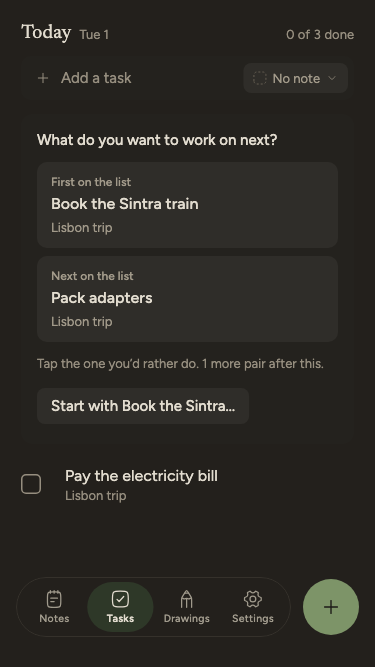 Today Tue 1 0 of 3 done
Add a task No note
What do you want to work on next?
First on the list
Book the Sintra train
Lisbon trip
Next on the list
Pack adapters
Lisbon trip
Tap the one you’d rather do. 1 more pair after this.
Start with Book the Sintra…
Pay the electricity bill
Lisbon trip
Notes Tasks Drawings Settings